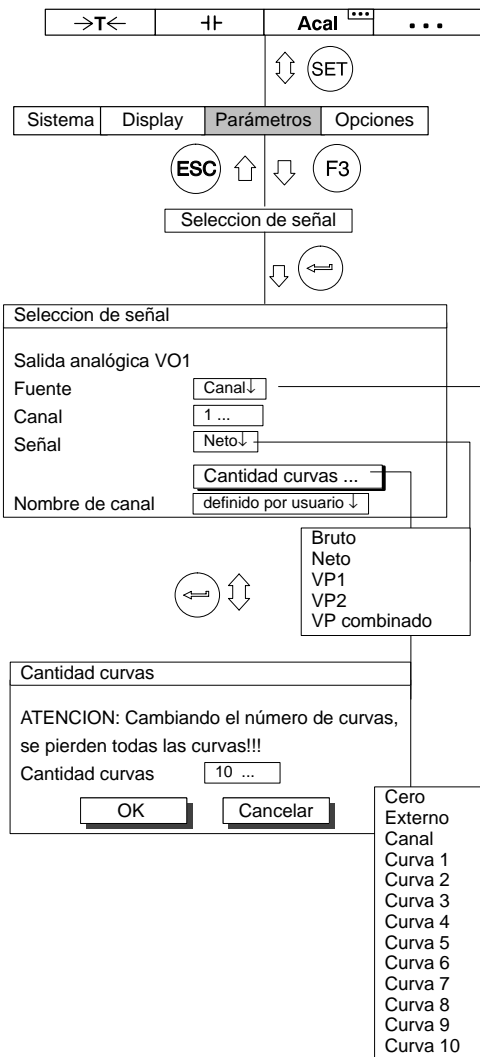 →T← ⊣⊢ Acal ...
SET
Sistema Display Parámetros Opciones
ESC F3
Seleccion de señal
Seleccion de señal
Salida analógica VO1
Fuente Canal↓
Canal 1 ...
Señal Neto↓
Cantidad curvas ...
Nombre de canal definido por usuario ↓
Bruto
Neto
VP1
VP2
VP combinado
Cantidad curvas
ATENCION: Cambiando el número de curvas,
se pierden todas las curvas!!!
Cantidad curvas 10 ...
OK Cancelar
Cero
Externo
Canal
Curva 1
Curva 2
Curva 3
Curva 4
Curva 5
Curva 6
Curva 7
Curva 8
Curva 9
Curva 10